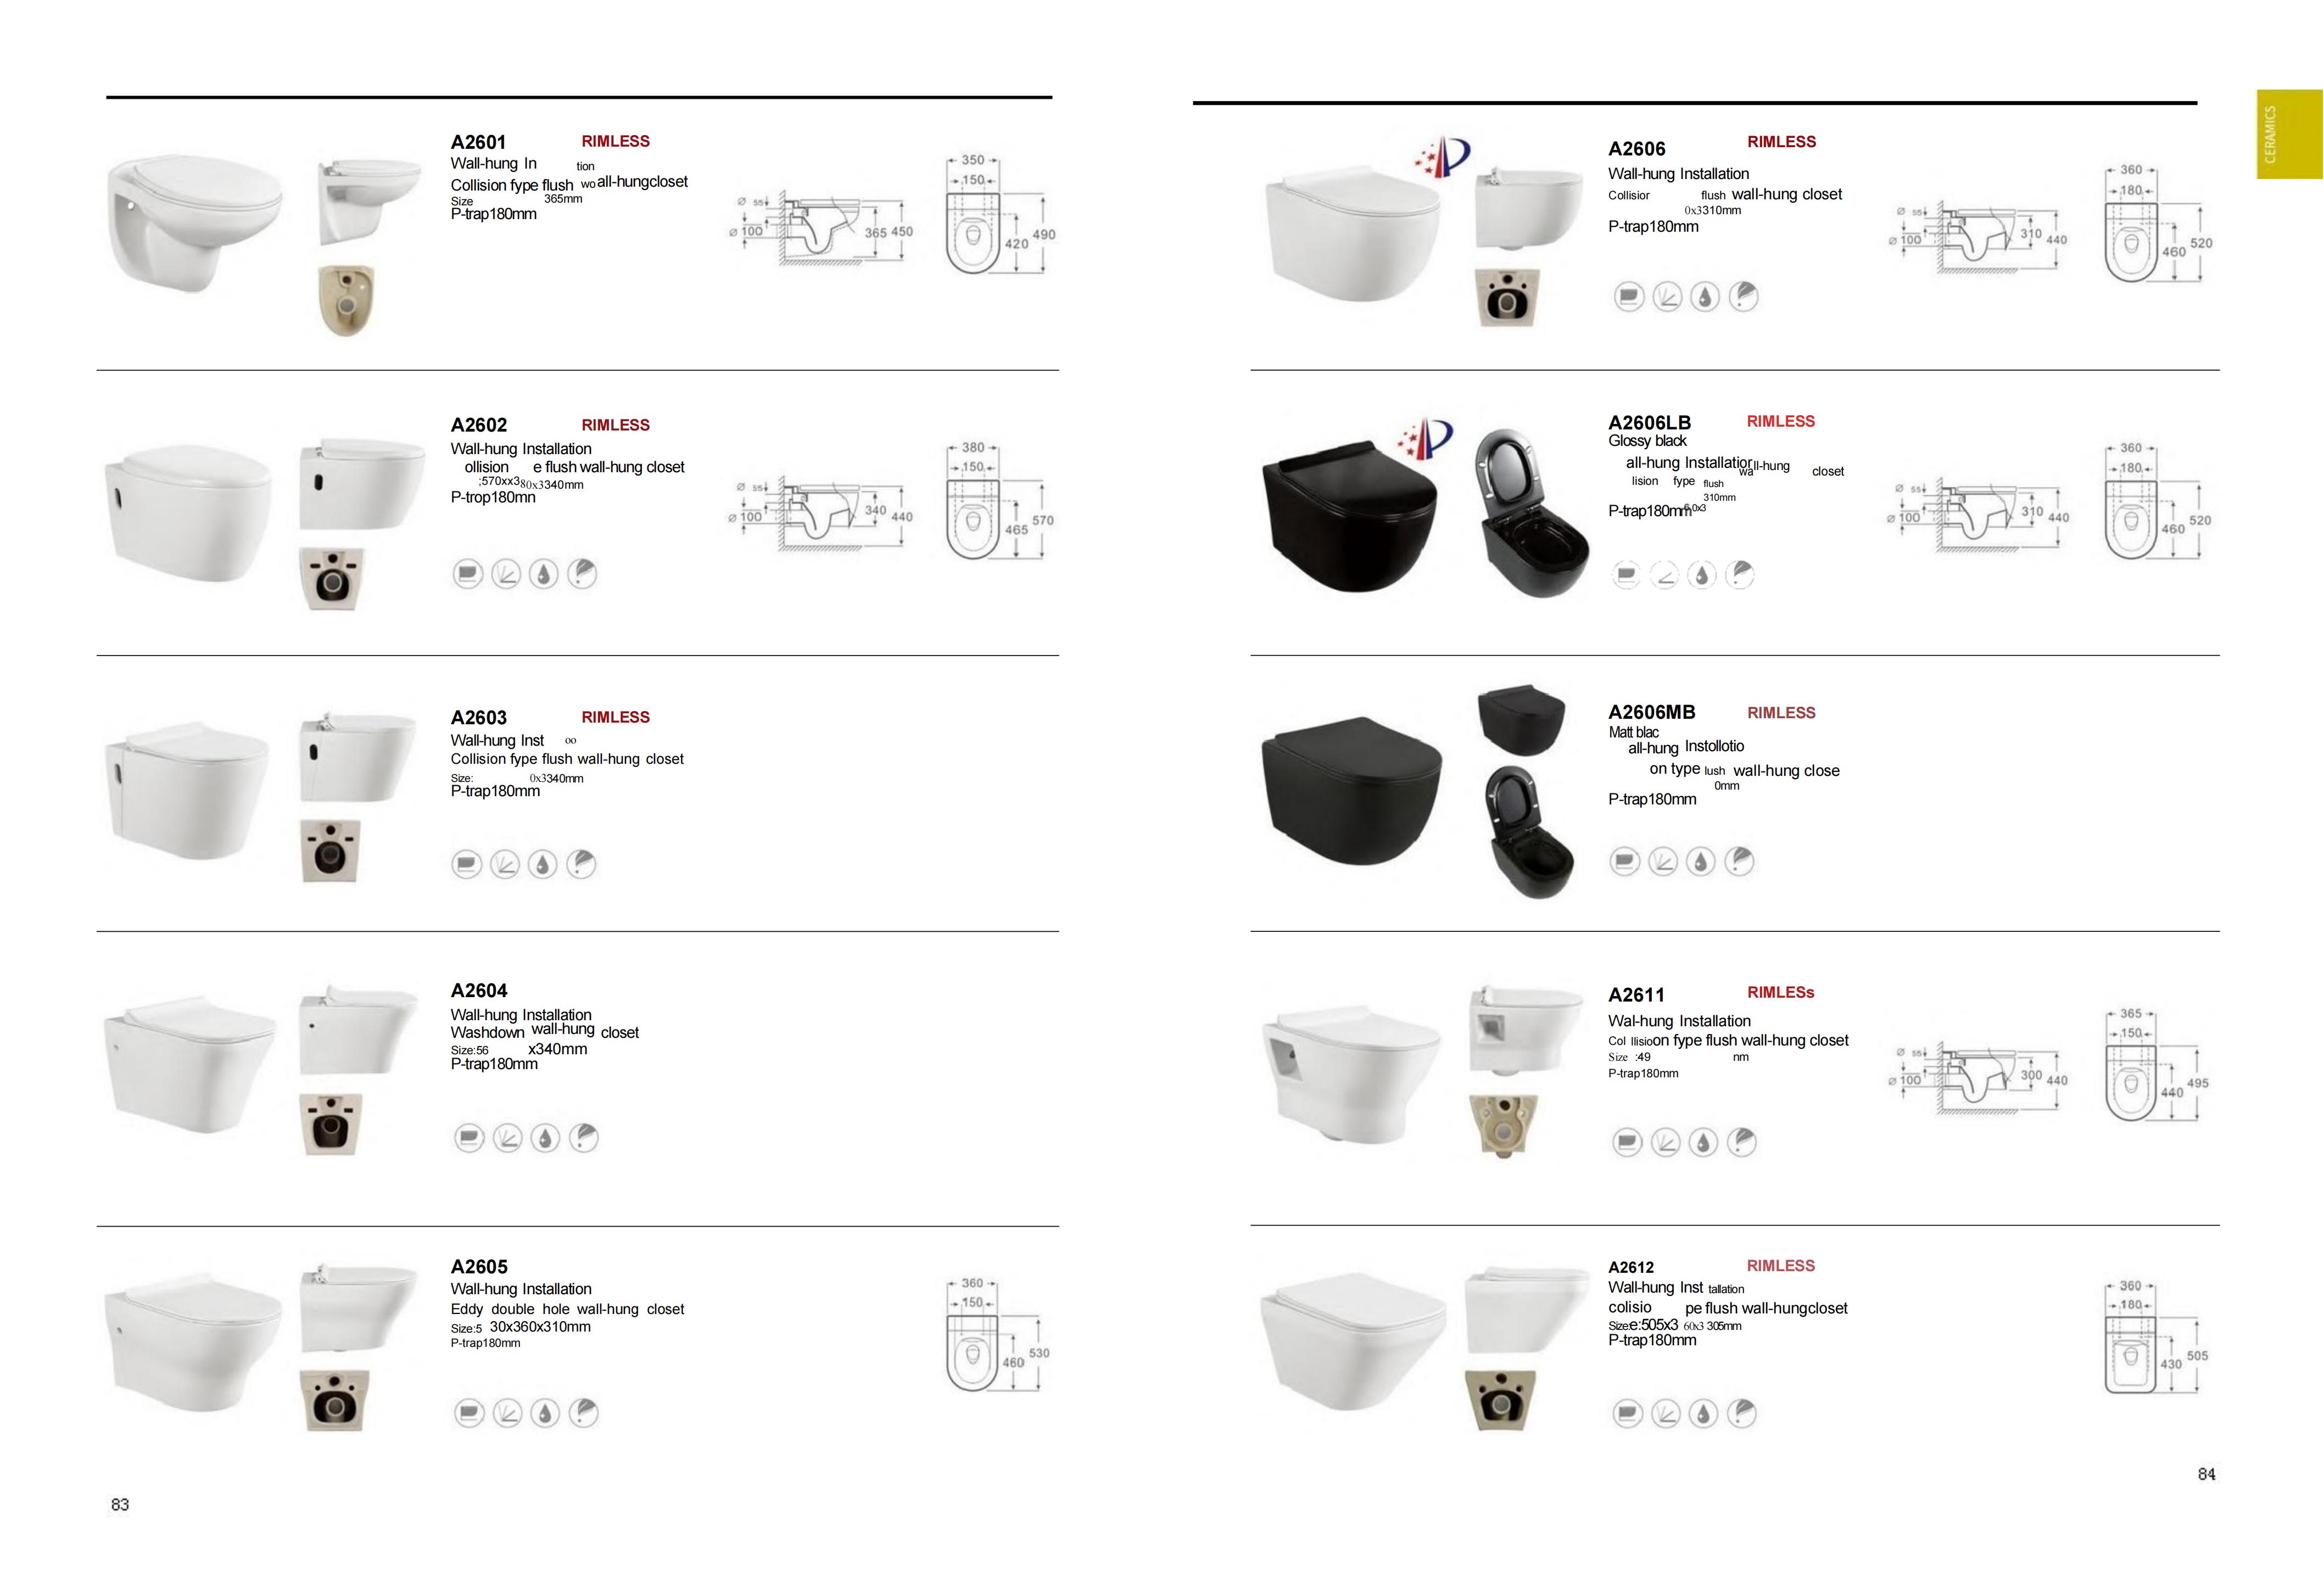 A2601 RIMLESS
Wall-hung In tion
Collision fype flush wo all-hungcloset
Size 365mm
P-trap180mm
350
150
Ø 55
Ø 100
365 450
420 490
A2602 RIMLESS
Wall-hung Installation
ollision e flush wall-hung closet
;570xx380x3340mm
P-trop180mn
380
150
Ø 55
Ø 100
340 440
465 570
A2603 RIMLESS
Wall-hung Inst oo
Collision fype flush wall-hung closet
Size: 0x3340mm
P-trap180mm
A2604
Wall-hung Installation
Washdown wall-hung closet
Size:56 x340mm
P-trap180mm
A2605
Wall-hung Installation
Eddy double hole wall-hung closet
Size:5 30x360x310mm
P-trap180mm
360
150
460 530
83
CERAMICS
A2606 RIMLESS
Wall-hung Installation
Collisior flush wall-hung closet
0x3310mm
P-trap180mm
360
180
Ø 55
Ø 100
310 440
460 520
A2606LB RIMLESS
Glossy black
all-hung Installatior wall-hung closet
lision fype flush
310mm
P-trap180mm 0x3
360
180
Ø 55
Ø 100
310 440
460 520
A2606MB RIMLESS
Matt blac
all-hung Instollotio
on type lush wall-hung close
0mm
P-trap180mm
A2611 RIMLESs
Wal-hung Installation
Col llisioon fype flush wall-hung closet
Size :49 nm
P-trap180mm
365
150
Ø 55
Ø 100
300 440
440 495
A2612 RIMLESS
Wall-hung Inst tallation
colisio pe flush wall-hungcloset
Size:e:505x3 60x3 305mm
P-trap180mm
360
180
430 505
84